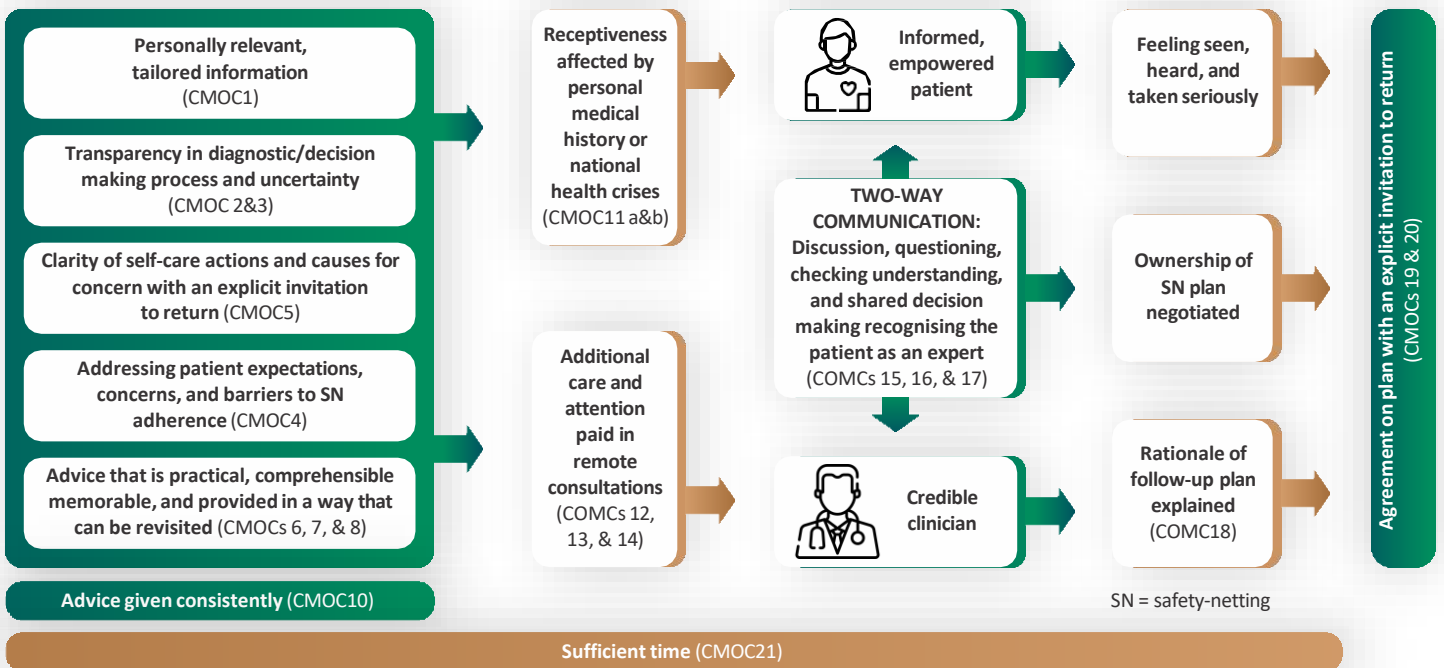 Personally relevant,
tailored information
(CMOC1)
Transparency in diagnostic/decision
making process and uncertainty
(CMOC 2&3)
Clarity of self-care actions and causes for
concern with an explicit invitation
to return (CMOC5)
Addressing patient expectations,
concerns, and barriers to SN
adherence (CMOC4)
Advice that is practical, comprehensible
memorable, and provided in a way that
can be revisited (CMOCs 6, 7, & 8)
Advice given consistently (CMOC10)
Receptiveness
affected by
personal
medical
history or
national
health crises
(CMOC11 a&b)
Additional
care and
attention
paid in
remote
consultations
(COMCs 12,
13, & 14)
Informed,
empowered
patient
TWO-WAY
COMMUNICATION:
Discussion, questioning,
checking understanding,
and shared decision
making recognising the
patient as an expert
(COMCs 15, 16, & 17)
Credible
clinician
Feeling seen,
heard, and
taken seriously
Ownership of
SN plan
negotiated
Rationale of
follow-up plan
explained
(COMC18)
Agreement on plan with an explicit invitation to return
(CMOCs 19 & 20)
SN = safety-netting
Sufficient time (CMOC21)